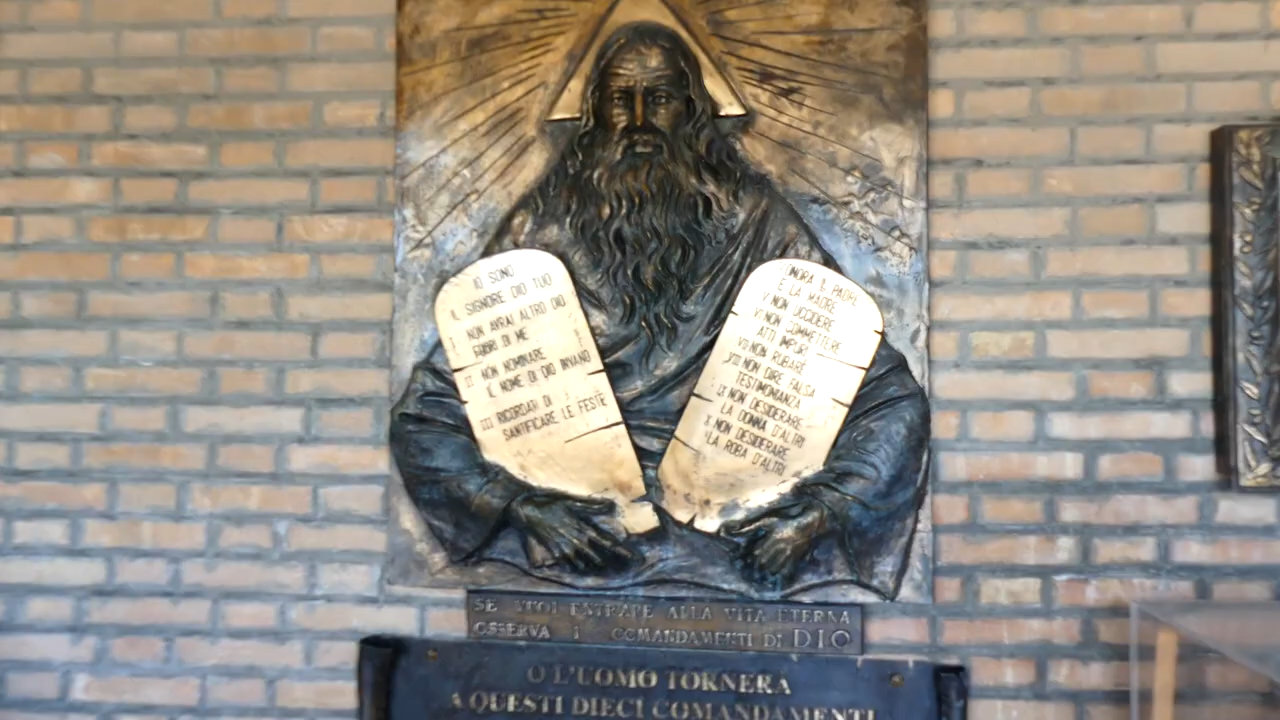 IO SONO
IL SIGNORE DIO TUO
I NON AVRAI ALTRO DIO
FUORI DI ME
II NON NOMINARE
IL NOME DI DIO INVANO
III RICORDATI DI
SANTIFICARE LE FESTE
ONORA IL PADRE
E LA MADRE
V NON UCCIDERE
VI NON COMMETTERE
ATTI IMPURI
VII NON RUBARE
VIII NON DIRE FALSA
TESTIMONIANZA
IX NON DESIDERARE
LA DONNA D'ALTRI
X NON DESIDERARE
LA ROBA D'ALTRI
SE VUOI ENTRARE ALLA VITA ETERNA
OSSERVA I COMANDAMENTI DI DIO
O L'UOMO TORNERÀ
A QUESTI DIECI COMANDAMENTI